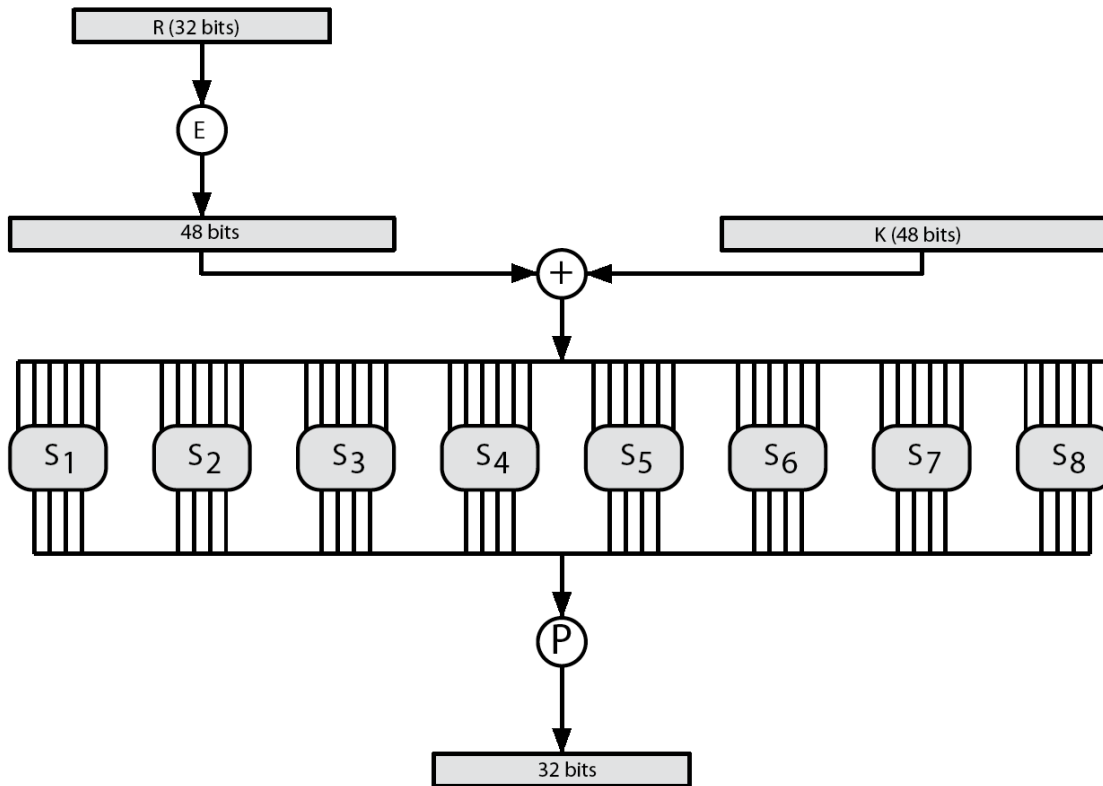 R (32 bits)
E
48 bits
K (48 bits)
+
S1 S2 S3 S4 S5 S6 S7 S8
P
32 bits